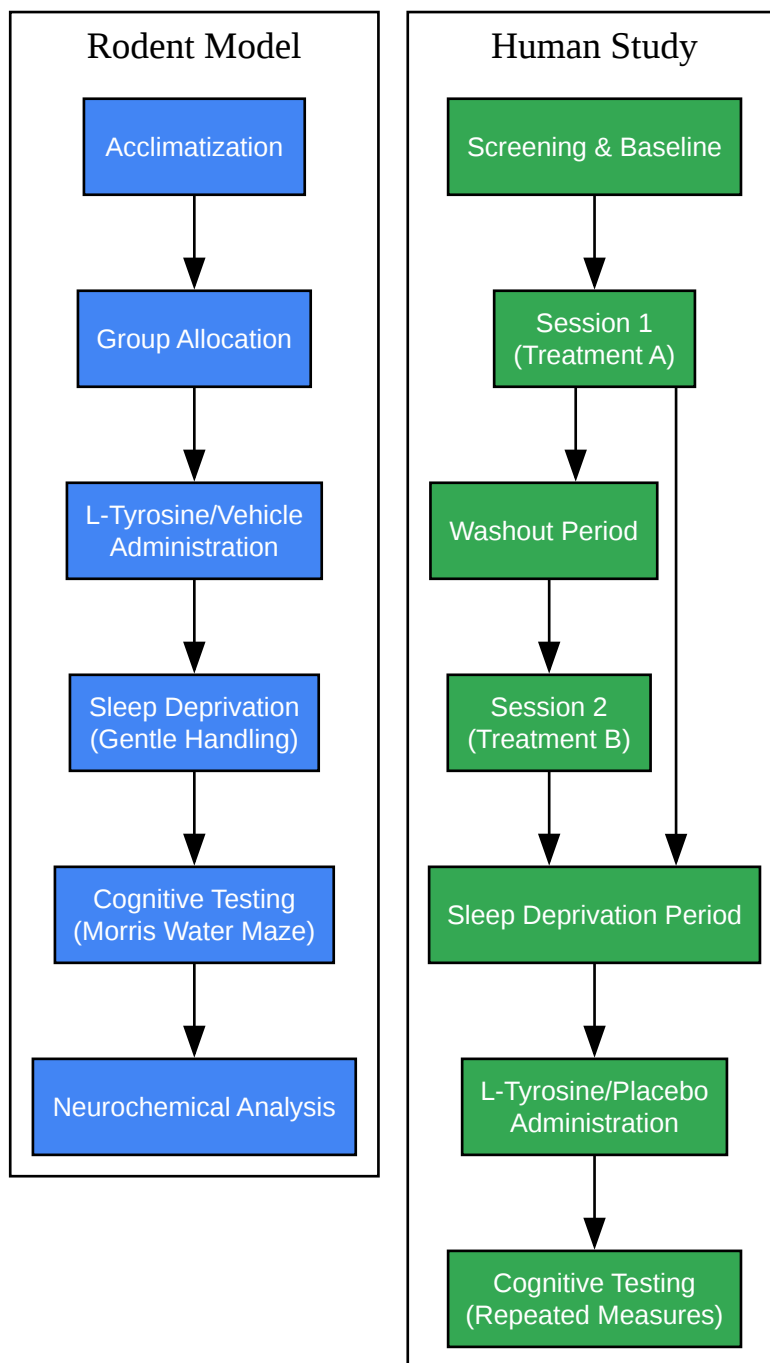 Rodent Model
Acclimatization
Group Allocation
L-Tyrosine/Vehicle
Administration
Sleep Deprivation
(Gentle Handling)
Cognitive Testing
(Morris Water Maze)
Neurochemical Analysis
Human Study
Screening & Baseline
Session 1
(Treatment A)
Washout Period
Session 2
(Treatment B)
Sleep Deprivation Period
L-Tyrosine/Placebo
Administration
Cognitive Testing
(Repeated Measures)